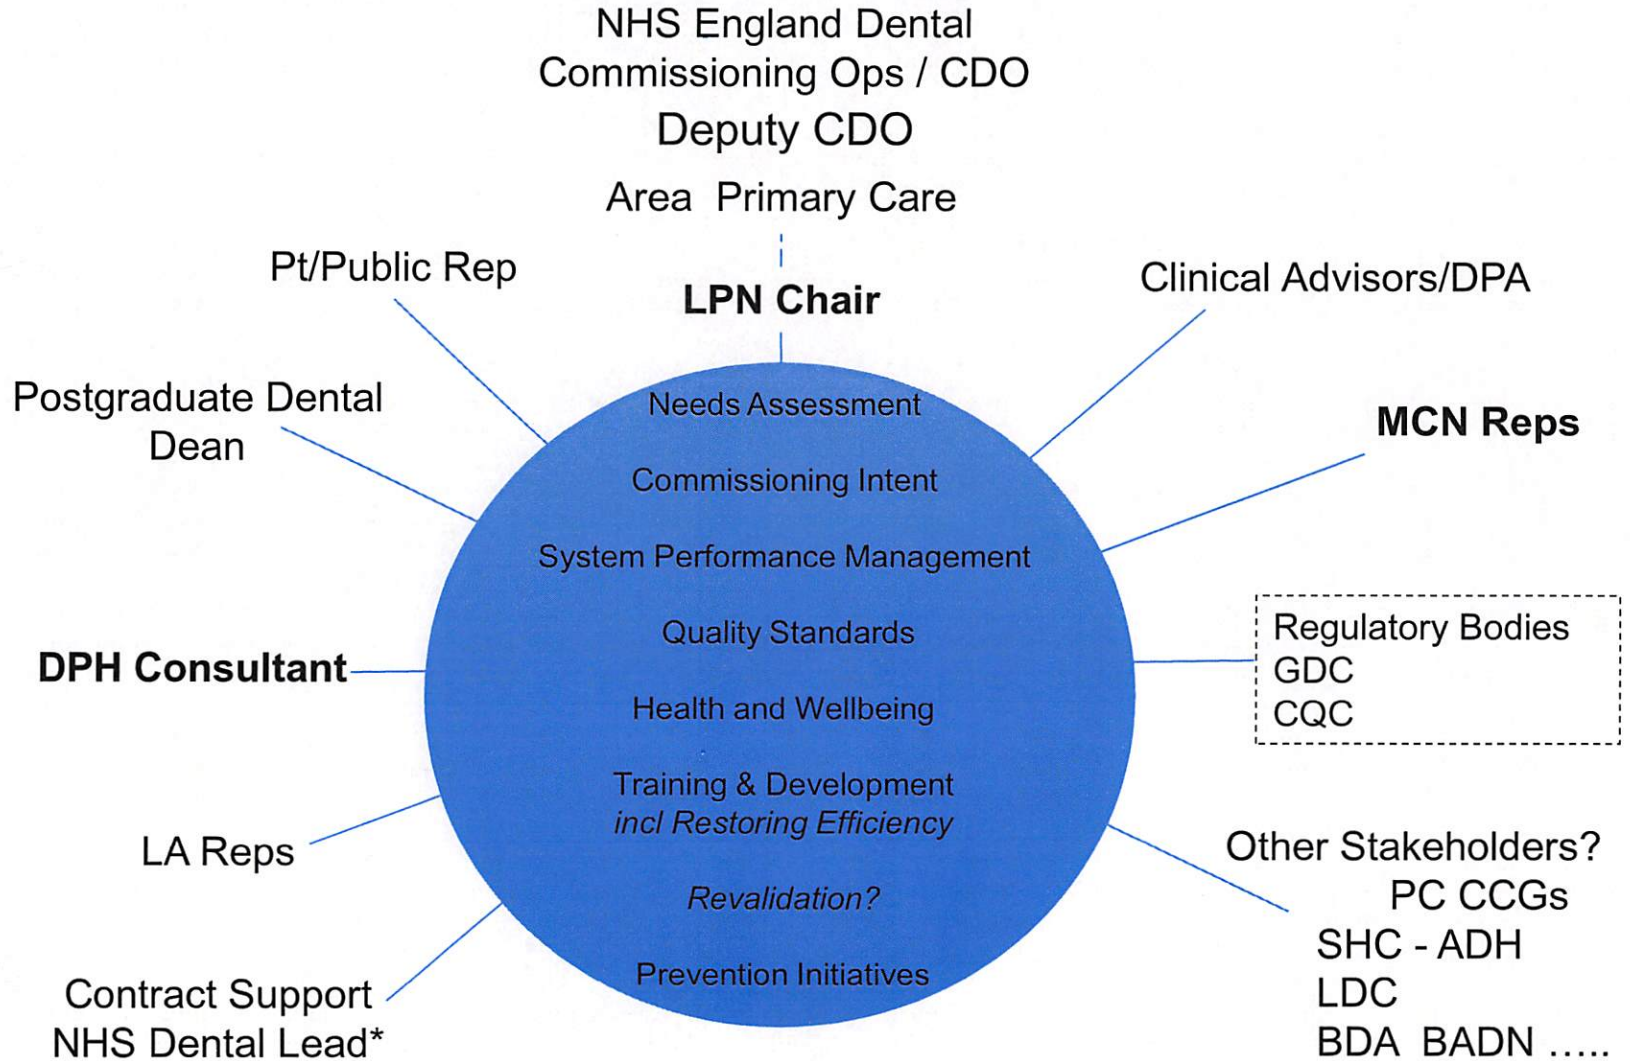 NHS England Dental
Commissioning Ops / CDO
Deputy CDO
Area Primary Care
LPN Chair
Pt/Public Rep
Clinical Advisors/DPA
Postgraduate Dental
Dean
MCN Reps
Needs Assessment
Commissioning Intent
System Performance Management
Quality Standards
Health and Wellbeing
Training & Development
incl Restoring Efficiency
Revalidation?
Prevention Initiatives
DPH Consultant
Regulatory Bodies
GDC
CQC
LA Reps
Other Stakeholders?
PC CCGs
SHC - ADH
LDC
BDA BADN .....
Contract Support
NHS Dental Lead*